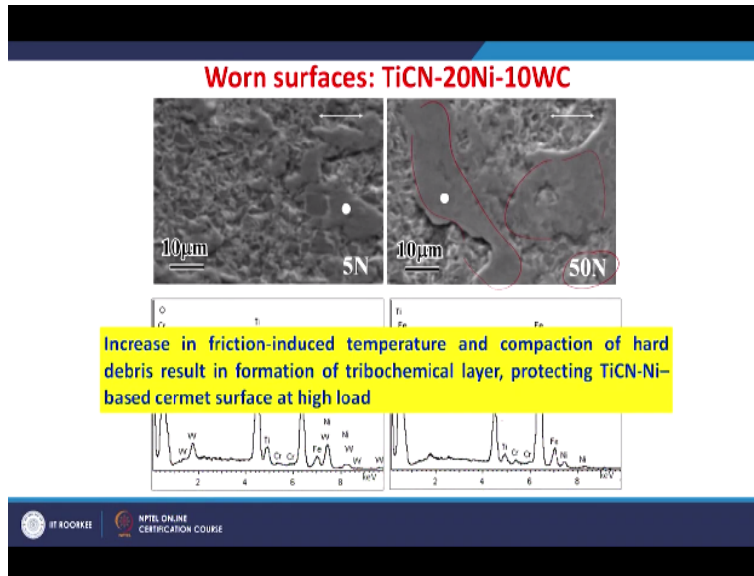 Worn surfaces: TiCN-20Ni-10WC
10μm
5N
10μm
50N
O
Cr
Ti
Ti
Fe
Fe
Increase in friction-induced temperature and compaction of hard
debris result in formation of tribochemical layer, protecting TiCN-Ni–
based cermet surface at high load
W
W
Ti
Cr
Cr
Fe
Ni
W
Ni
W
W
W
Ti
Cr
Cr
Fe
Ni
Ni
2
4
6
8
keV
2
4
6
8
keV
IIT ROORKEE
NPTEL ONLINE
CERTIFICATION COURSE